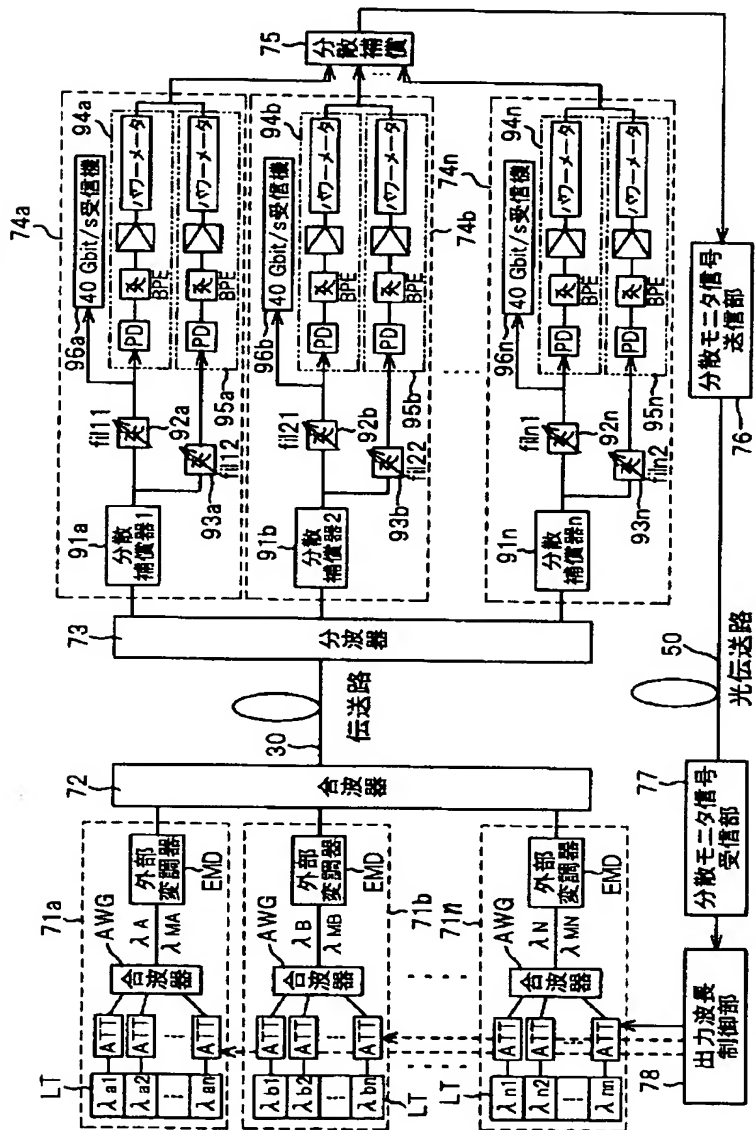 71a
LT
λa1
λa2
λan
ATT
ATT
ATT
AWG
合波器
λA
λMA
外部
変調器
EMD
λb1
λb2
λbn
LT
ATT
ATT
ATT
AWG
合波器
λB
λMB
外部
変調器
EMD
71b
71n
LT
λn1
λn2
ATT
ATT
ATT
AWG
合波器
λN
λMN
外部
変調器
EMD
72
合波器
30
伝送路
73
分波器
74a
91a
分散
補償器1
fil11
92a
fil12
93a
96a
40 Gbit/s受信機
94a
PD
BPE
パワーメータ
PD
BPE
パワーメータ
95a
91b
分散
補償器2
fil21
92b
fil22
93b
96b
40 Gbit/s受信機
94b
PD
BPE
パワーメータ
PD
BPE
パワーメータ
95b
74b
91n
分散
補償器n
filn1
92n
filn2
93n
96n
40 Gbit/s受信機
94n
74n
PD
BPE
パワーメータ
PD
BPE
パワーメータ
95n
75
分散補償
分散モニタ信号
送信部
76
50
光伝送路
77
分散モニタ信号
受信部
出力波長
制御部
78